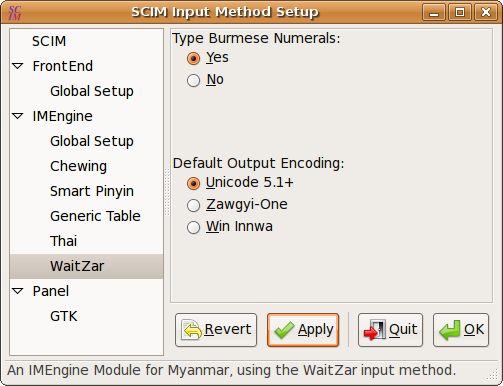 SCIM Input Method Setup
SCIM
FrontEnd
Global Setup
IMEngine
Global Setup
Chewing
Smart Pinyin
Generic Table
Thai
WaitZar
Panel
GTK
Type Burmese Numerals:
Yes
No
Default Output Encoding:
Unicode 5.1+
Zawgyi-One
Win Innwa
Revert
Apply
Quit
OK
An IMEngine Module for Myanmar, using the WaitZar input method.